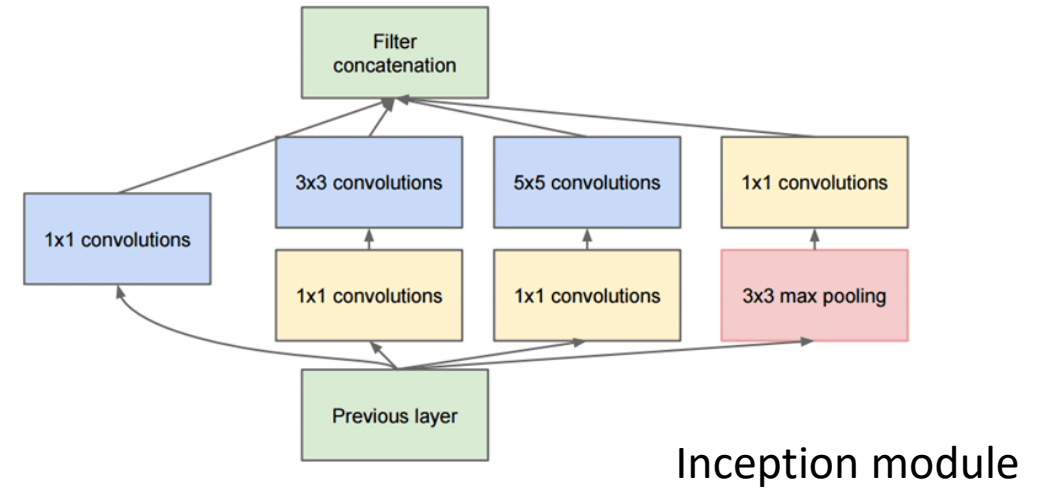 Filter
concatenation
3x3 convolutions
5x5 convolutions
1x1 convolutions
1x1 convolutions
1x1 convolutions
1x1 convolutions
3x3 max pooling
Previous layer
Inception module